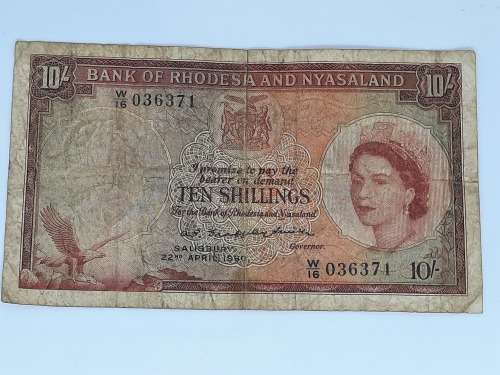 10/- BANK OF RHODESIA AND NYASALAND 10/-
W/16 036371
I promise to pay the
bearer on demand
TEN SHILLINGS
For the Bank of Rhodesia and Nyasaland
SALISBURY
Governor.
22ND APRIL 1960
W/16 036371 10/-